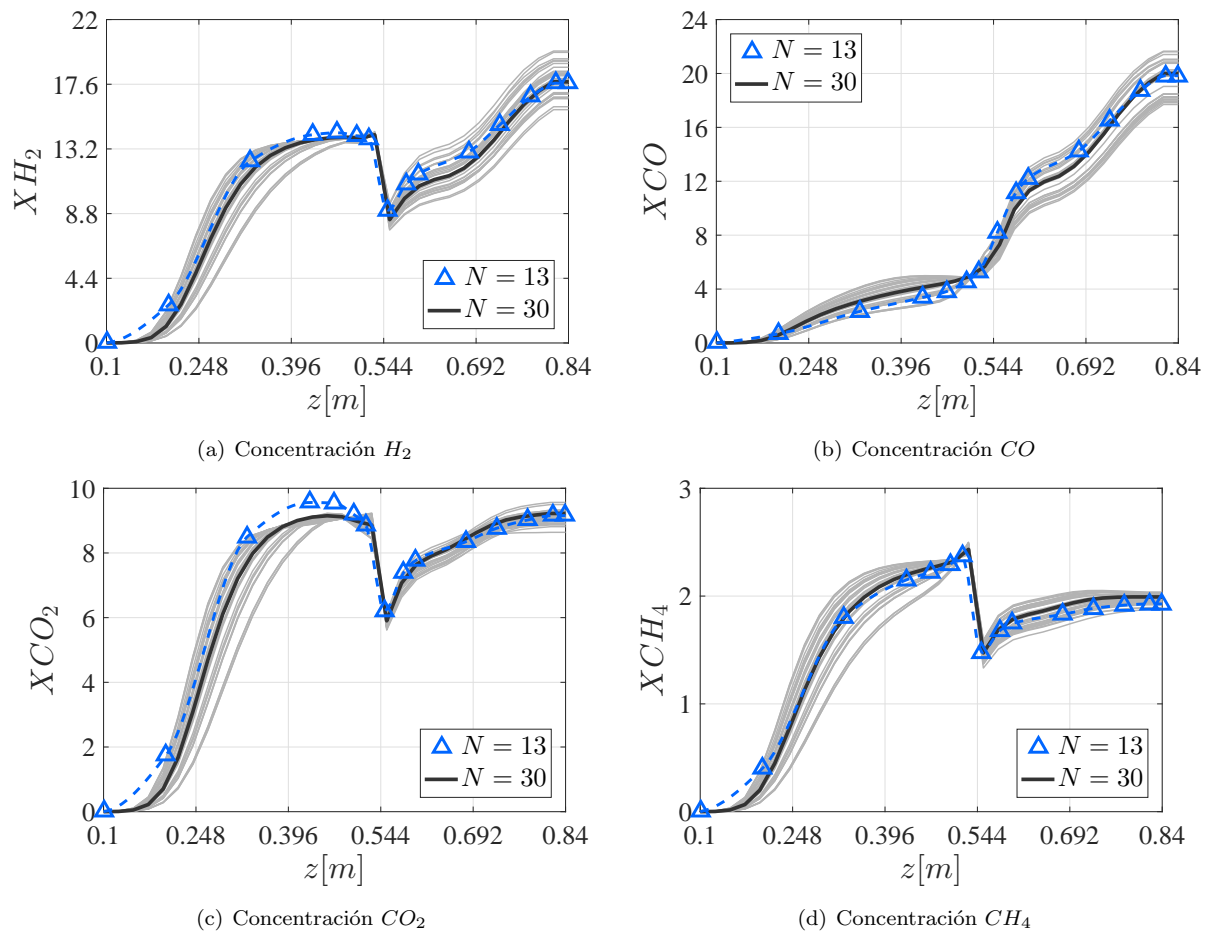 22
17.6
13.2
8.8
4.4
0
XH₂
N = 13
N = 30
0.1 0.248 0.396 0.544 0.692 0.84
z[m]
(a) Concentración H₂
24
20
16
12
8
4
0
XCO
N = 13
N = 30
0.1 0.248 0.396 0.544 0.692 0.84
z[m]
(b) Concentración CO
10
8
6
4
2
0
XCO₂
N = 13
N = 30
0.1 0.248 0.396 0.544 0.692 0.84
z[m]
(c) Concentración CO₂
3
2
1
0
XCH₄
N = 13
N = 30
0.1 0.248 0.396 0.544 0.692 0.84
z[m]
(d) Concentración CH₄